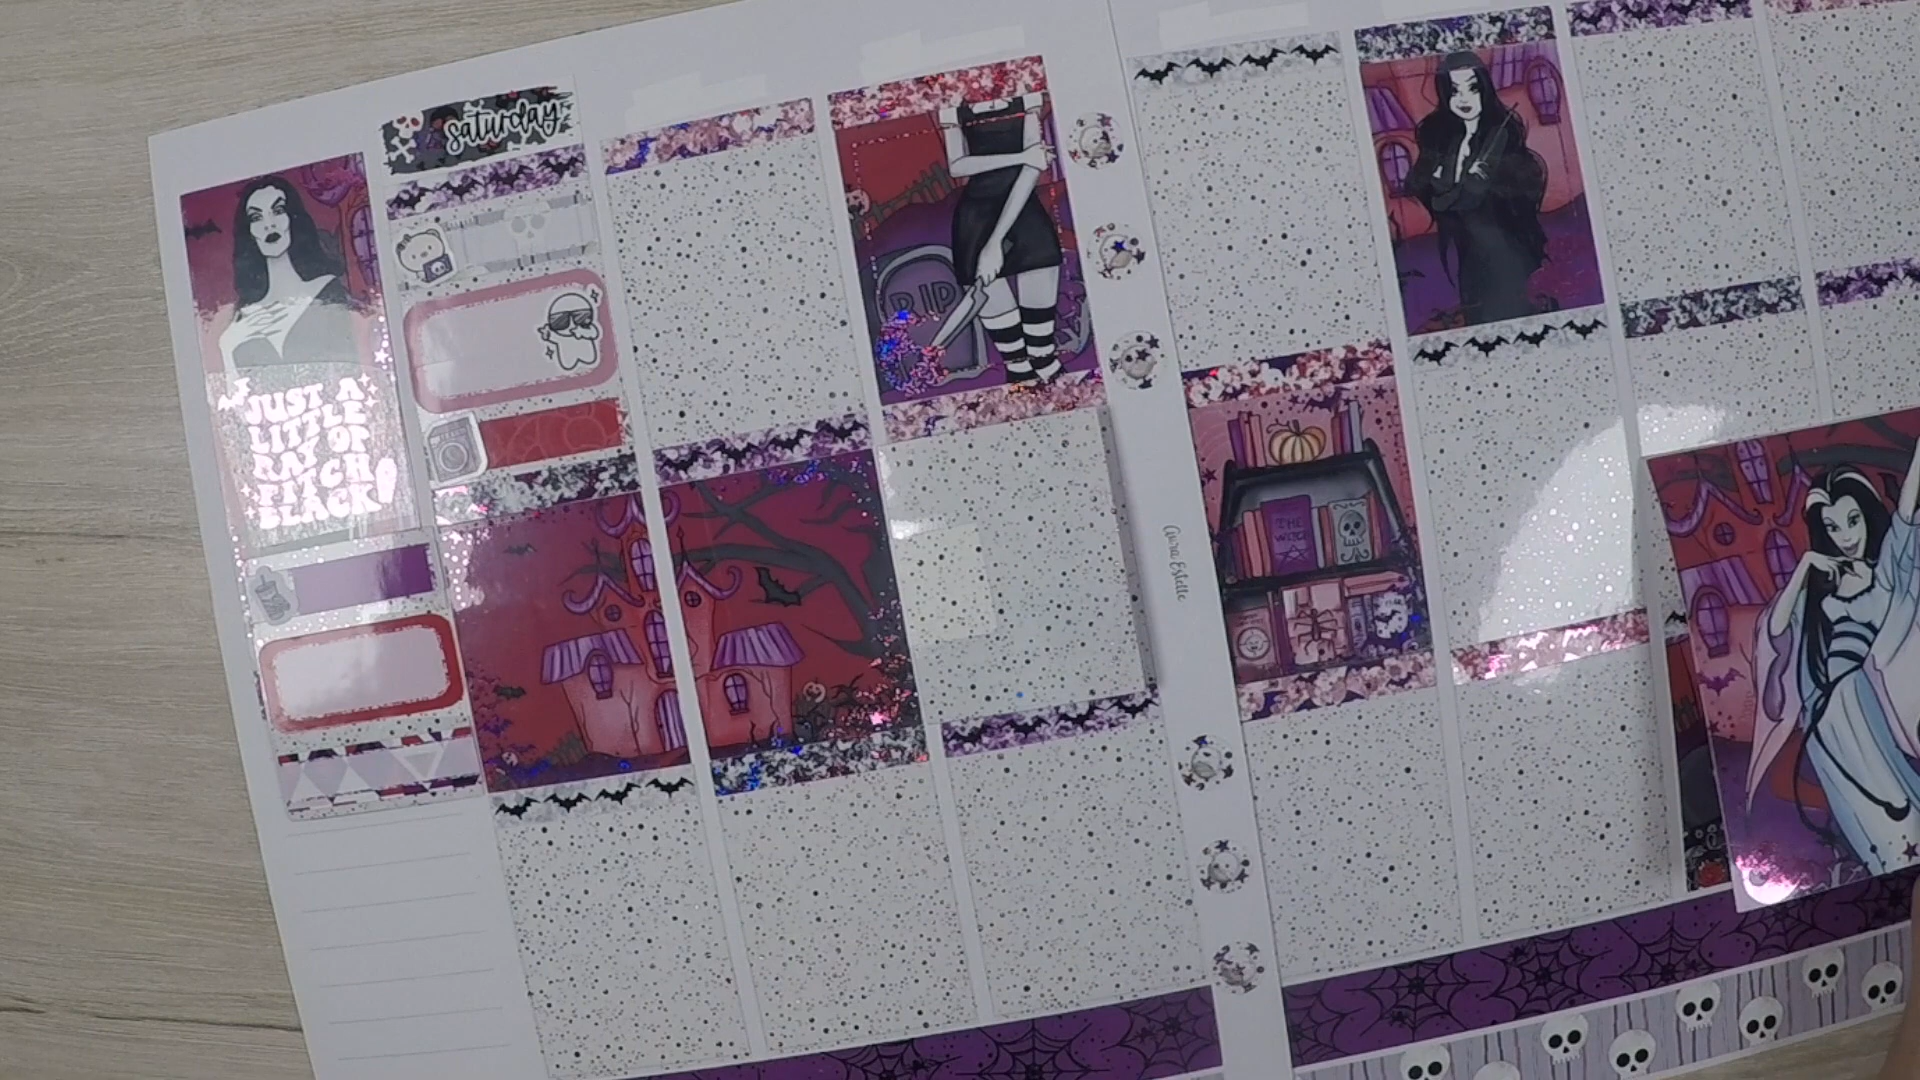 saturday
JUST A
LITTLE
RAY OF
PITCH
BLACK
RIP
THE
WITCH